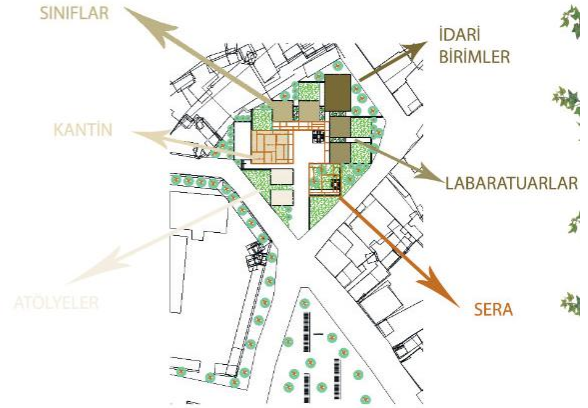 SINIFLAR
İDARİ
BİRİMLER
KANTİN
LABARATUARLAR
ATÖLYELER
SERA